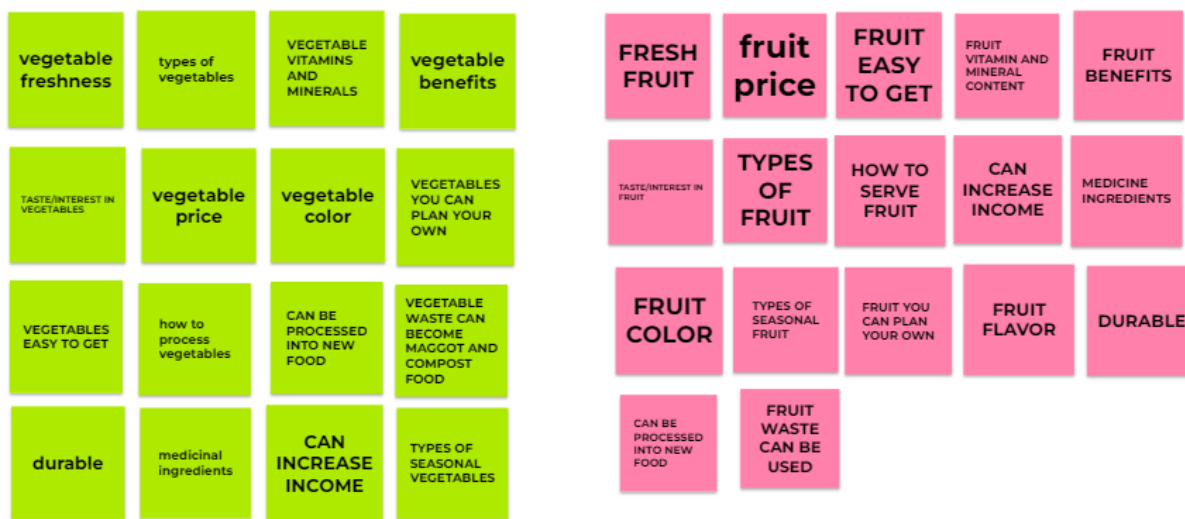 vegetable
freshness
types of
vegetables
VEGETABLE
VITAMINS
AND
MINERALS
vegetable
benefits
TASTE/INTEREST IN
VEGETABLES
vegetable
price
vegetable
color
VEGETABLES
YOU CAN
PLAN YOUR
OWN
VEGETABLES
EASY TO GET
how to
process
vegetables
CAN BE
PROCESSED
INTO NEW
FOOD
VEGETABLE
WASTE CAN
BECOME
MAGGOT AND
COMPOST
FOOD
durable
medicinal
ingredients
CAN
INCREASE
INCOME
TYPES OF
SEASONAL
VEGETABLES
FRESH
FRUIT
fruit
price
FRUIT
EASY
TO GET
FRUIT
VITAMIN AND
MINERAL
CONTENT
FRUIT
BENEFITS
TASTE/INTEREST IN
FRUIT
TYPES
OF
FRUIT
HOW TO
SERVE
FRUIT
CAN
INCREASE
INCOME
MEDICINE
INGREDIENTS
FRUIT
COLOR
TYPES OF
SEASONAL
FRUIT
FRUIT YOU
CAN PLAN
YOUR OWN
FRUIT
FLAVOR
DURABLE
CAN BE
PROCESSED
INTO NEW
FOOD
FRUIT
WASTE
CAN BE
USED